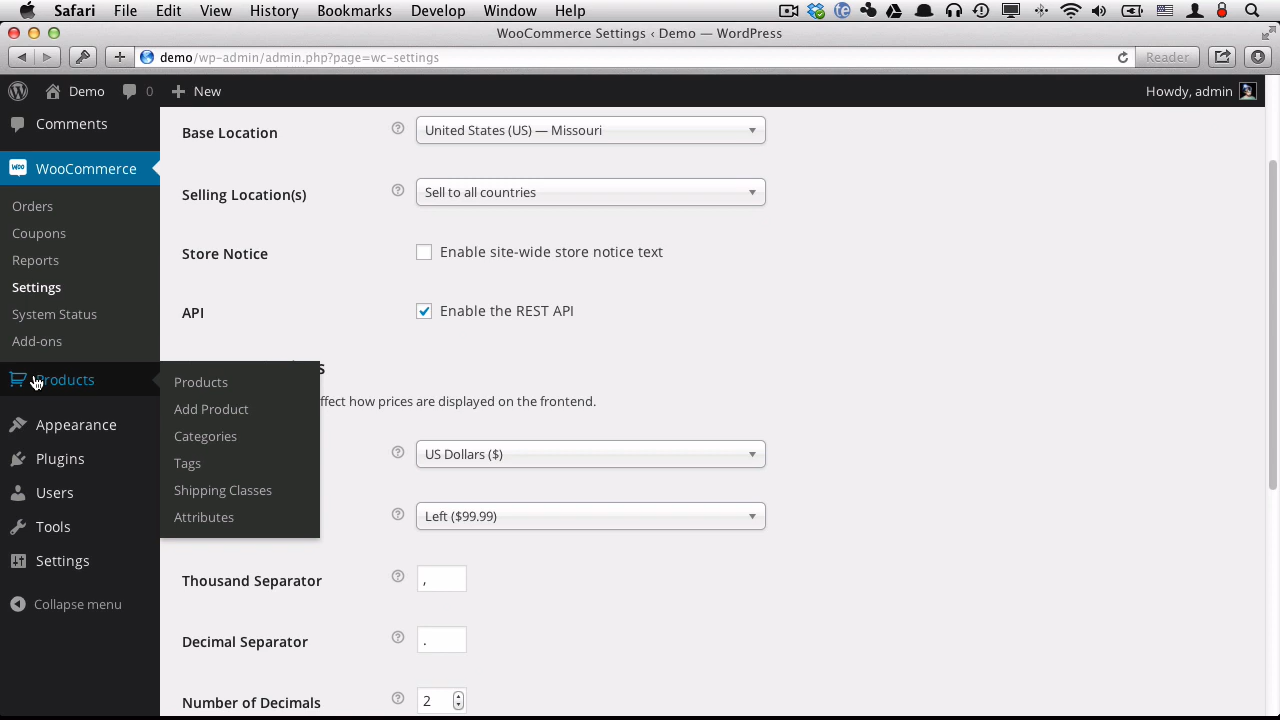 Safari File Edit View History Bookmarks Develop Window Help
WooCommerce Settings ‹ Demo — WordPress
demo/wp-admin/admin.php?page=wc-settings
Reader
Demo 0 New
Howdy, admin
Comments
WooCommerce
woo
Orders
Coupons
Reports
Settings
System Status
Add-ons
Products
Products
Add Product
Categories
Tags
Shipping Classes
Attributes
Appearance
Plugins
Users
Tools
Settings
Collapse menu
Base Location ? United States (US) — Missouri
Selling Location(s) ? Sell to all countries
Store Notice Enable site-wide store notice text
API Enable the REST API
ffect how prices are displayed on the frontend.
? US Dollars ($)
? Left ($99.99)
Thousand Separator ? ,
Decimal Separator ? .
Number of Decimals ? 2